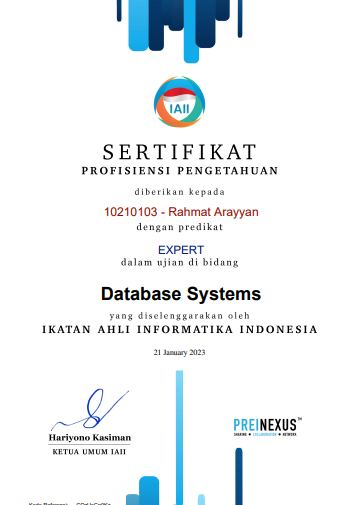 IAII
SERTIFIKAT
PROFISIENSI PENGETAHUAN
diberikan kepada
10210103 - Rahmat Arayyan
dengan predikat
EXPERT
dalam ujian di bidang
Database Systems
yang diselenggarakan oleh
IKATAN AHLI INFORMATIKA INDONESIA
21 January 2023
Hariyono Kasiman
KETUA UMUM IAII
PREINEXUS™
SHARING • COLLABORATION • NETWORK